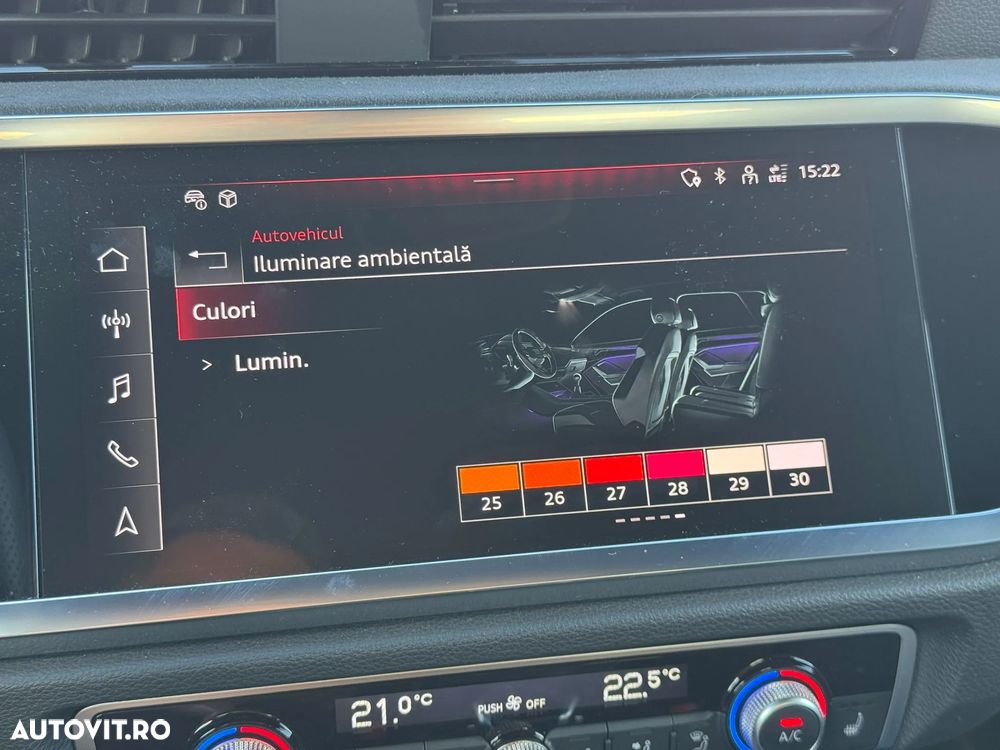 LTE 15:22
Autovehicul
Iluminare ambientală
Culori
> Lumin.
25 26 27 28 29 30
21.0°C PUSH OFF 22.5°C
A/C
AUTOVIT.RO